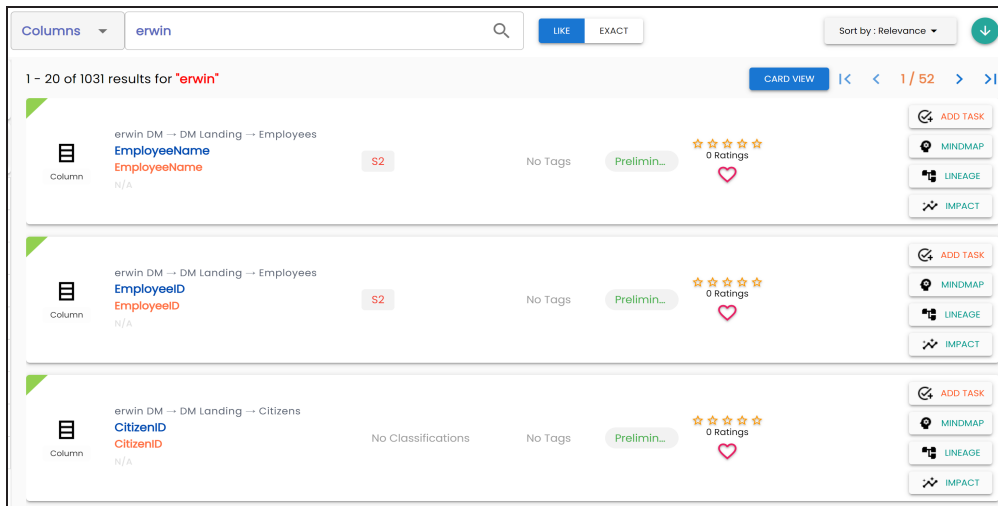 Columns erwin LIKE EXACT Sort by : Relevance
1 - 20 of 1031 results for "erwin" CARD VIEW 1 / 52
erwin DM → DM Landing → Employees
EmployeeName
EmployeeName
N/A
Column
S2
No Tags
Prelimin...
0 Ratings
ADD TASK
MINDMAP
LINEAGE
IMPACT
erwin DM → DM Landing → Employees
EmployeeID
EmployeeID
N/A
Column
S2
No Tags
Prelimin...
0 Ratings
ADD TASK
MINDMAP
LINEAGE
IMPACT
erwin DM → DM Landing → Citizens
CitizenID
CitizenID
N/A
Column
No Classifications
No Tags
Prelimin...
0 Ratings
ADD TASK
MINDMAP
LINEAGE
IMPACT